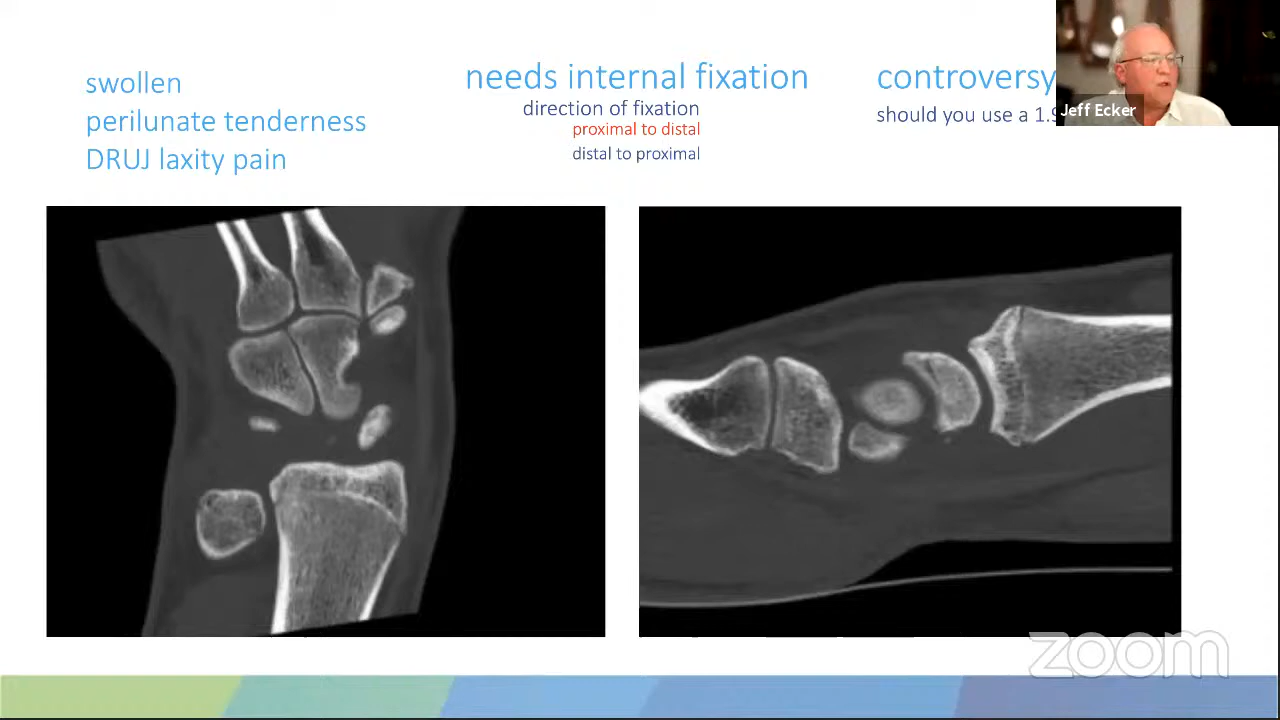 swollen
perilunate tenderness
DRUJ laxity pain
needs internal fixation
direction of fixation
proximal to distal
distal to proximal
controversy
should you use a
Jeff Ecker
zoom